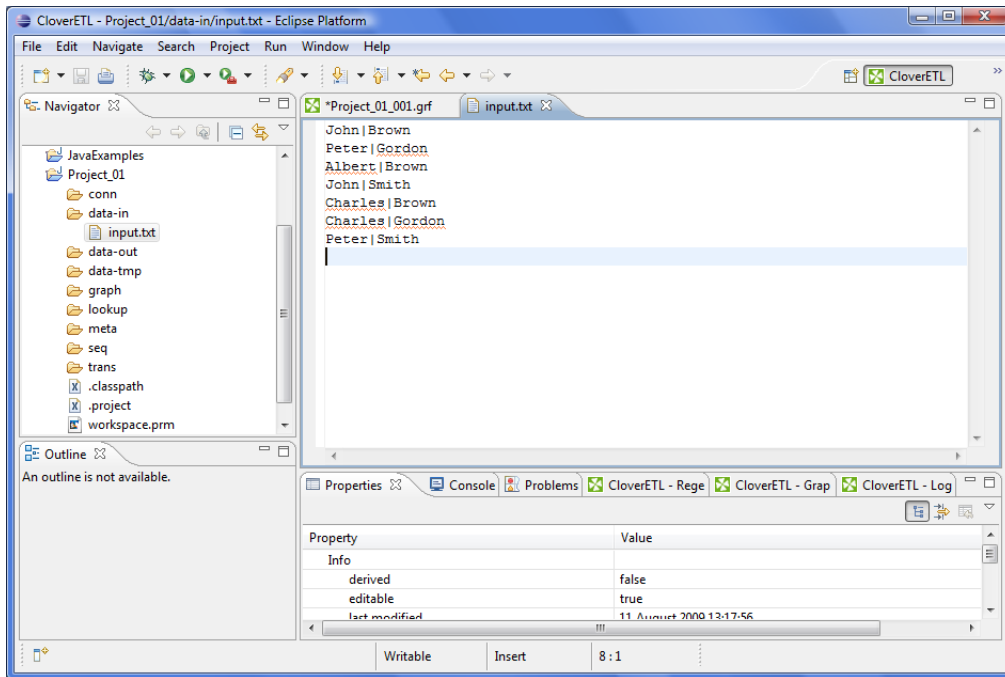 CloverETL - Project_01/data-in/input.txt - Eclipse Platform
File Edit Navigate Search Project Run Window Help
CloverETL
Navigator
JavaExamples
Project_01
conn
data-in
input.txt
data-out
data-tmp
graph
lookup
meta
seq
trans
.classpath
.project
workspace.prm
*Project_01_001.grf input.txt
John|Brown
Peter|Gordon
Albert|Brown
John|Smith
Charles|Brown
Charles|Gordon
Peter|Smith
Outline
An outline is not available.
Properties Console Problems CloverETL - Rege CloverETL - Grap CloverETL - Log
Property Value
Info
derived false
editable true
last modified 11 August 2009 13:17:56
Writable Insert 8 : 1